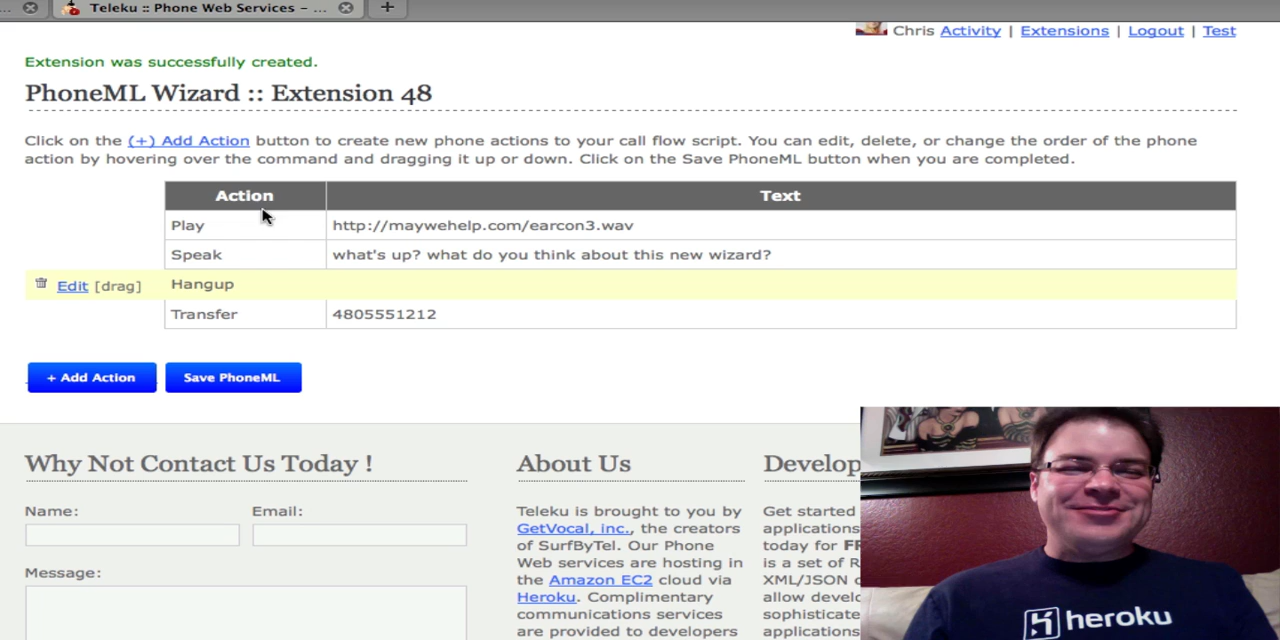 Teleku :: Phone Web Services – ...
Chris Activity | Extensions | Logout | Test
Extension was successfully created.
PhoneML Wizard :: Extension 48
Click on the (+) Add Action button to create new phone actions to your call flow script. You can edit, delete, or change the order of the phone
action by hovering over the command and dragging it up or down. Click on the Save PhoneML button when you are completed.
Action Text
Play http://maywehelp.com/earcon3.wav
Speak what's up? what do you think about this new wizard?
Edit [drag] Hangup
Transfer 4805551212
+ Add Action Save PhoneML
Why Not Contact Us Today !
Name: Email:
Message:
About Us
Teleku is brought to you by
GetVocal, inc., the creators
of SurfByTel. Our Phone
Web services are hosting in
the Amazon EC2 cloud via
Heroku. Complimentary
communications services
are provided to developers
Develop
Get started
applications
today for FR
is a set of R
XML/JSON
allow devel
sophisticate
applications
heroku